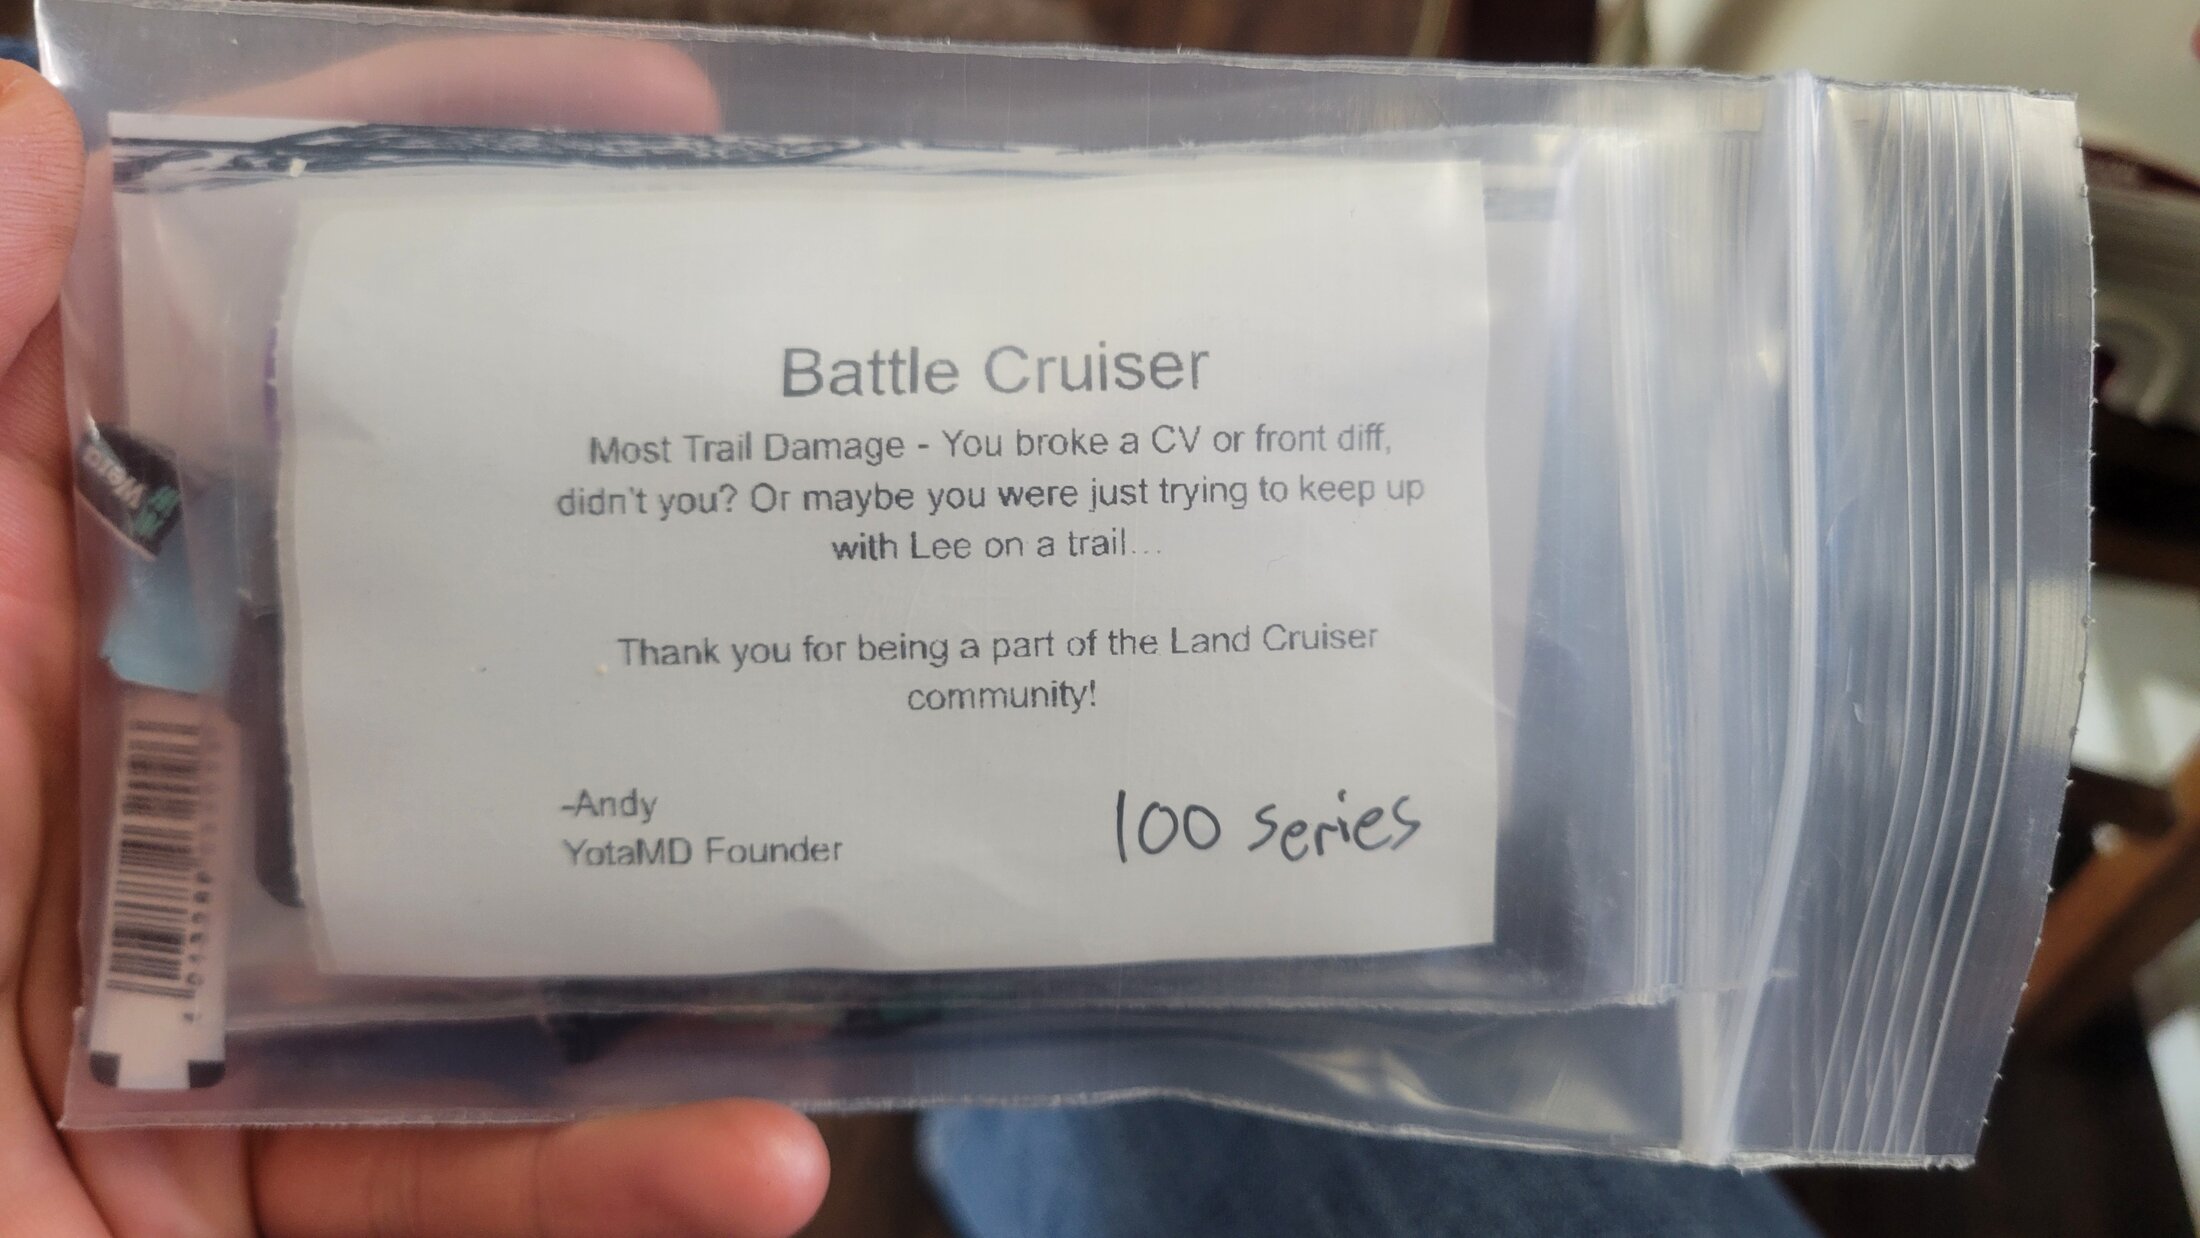 Battle Cruiser
Most Trail Damage - You broke a CV or front diff,
didn't you? Or maybe you were just trying to keep up
with Lee on a trail...
Thank you for being a part of the Land Cruiser
community!
-Andy
YotaMD Founder
100 series
Wera